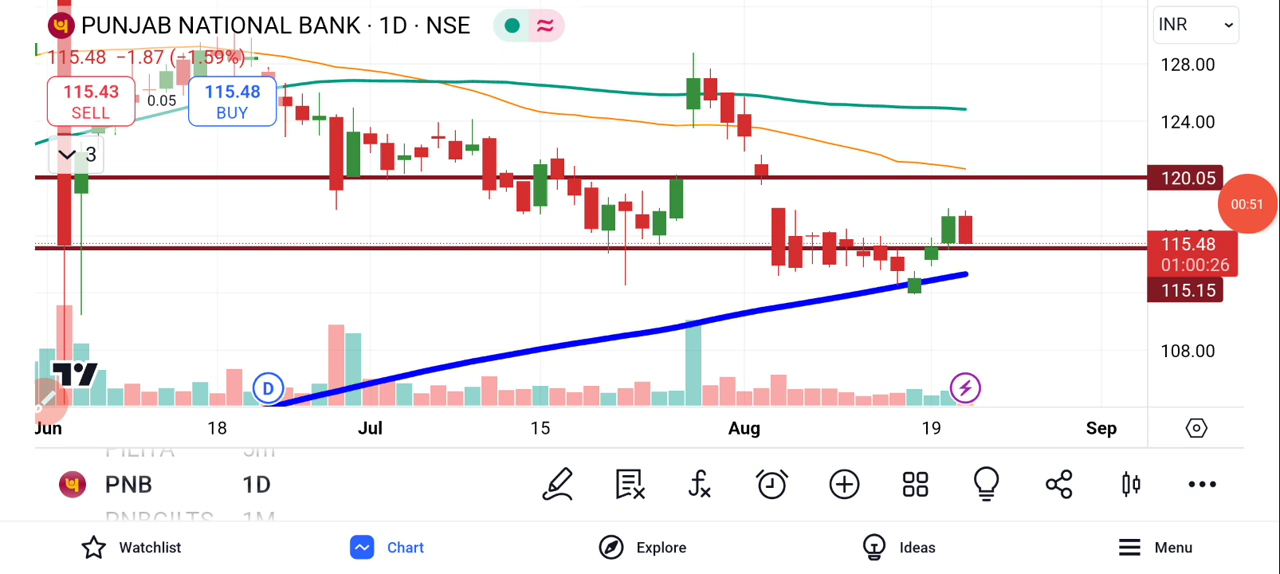 PUNJAB NATIONAL BANK · 1D · NSE
INR
115.48 −1.87 (−1.59%)
128.00
115.43
SELL
0.05
115.48
BUY
124.00
3
120.05
00:51
115.48
01:00:26
115.15
108.00
D
Jun 18 Jul 15 Aug 19 Sep
PNB 1D
Watchlist
Chart
Explore
Ideas
Menu